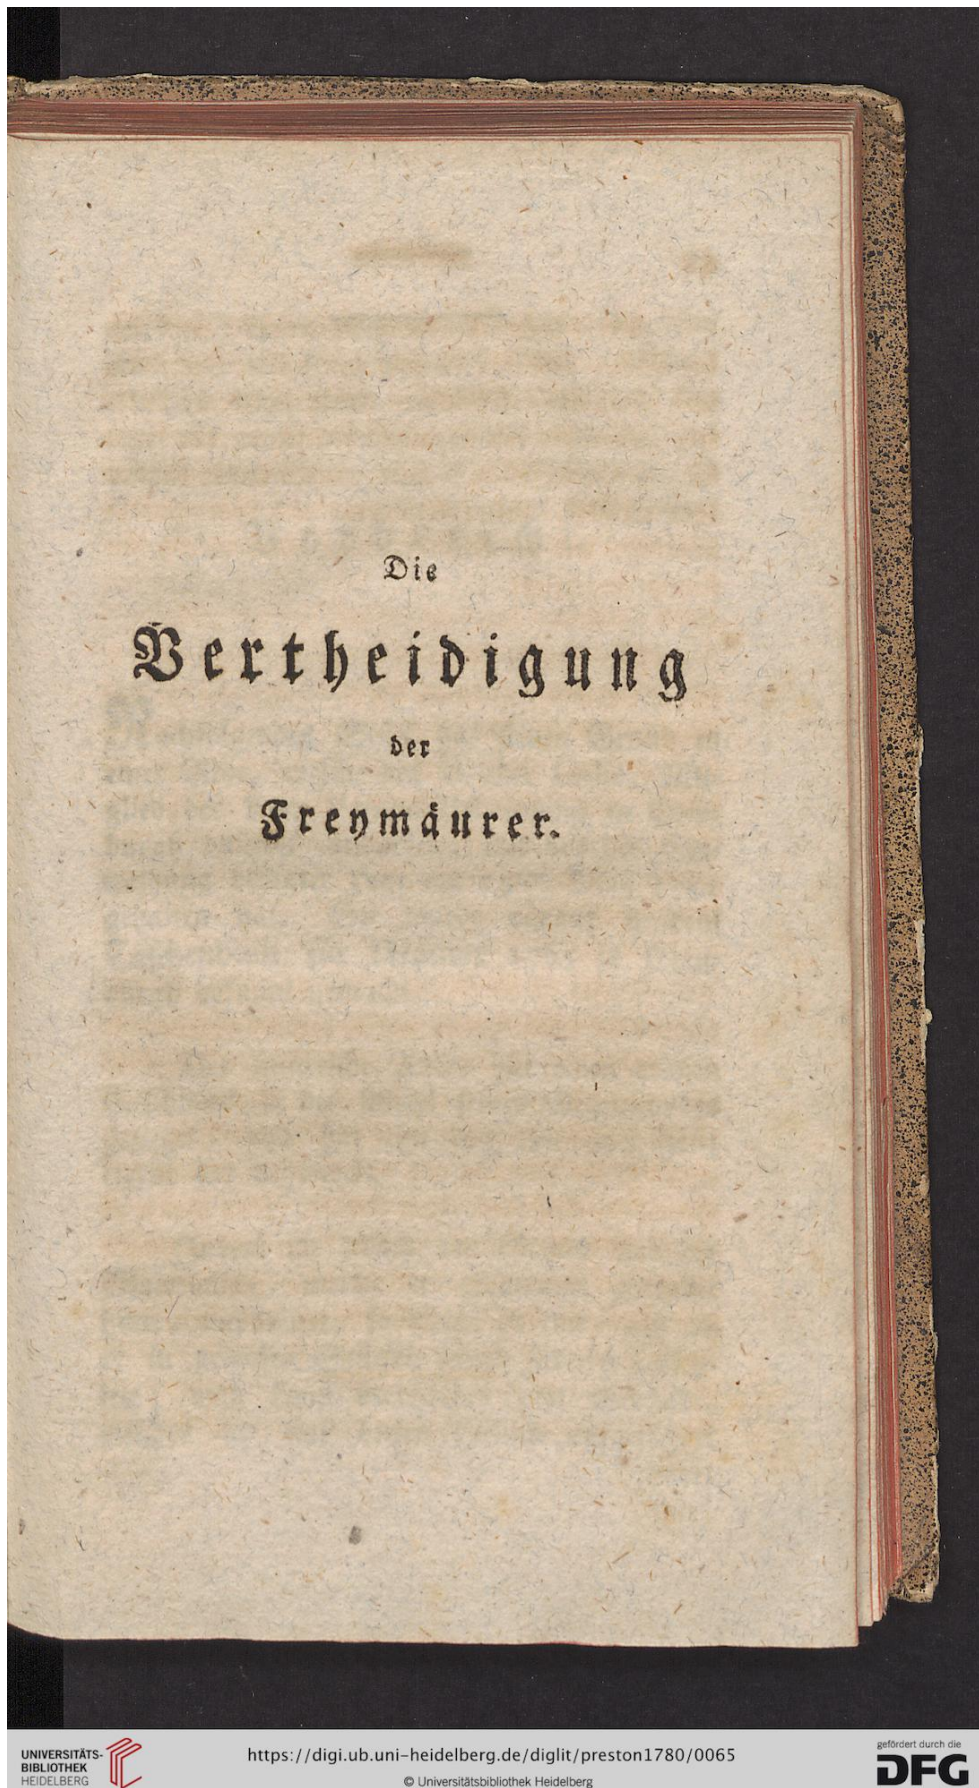 Die
Vertheidigung
der
Freymäurer.
UNIVERSITÄTS-
BIBLIOTHEK
HEIDELBERG
https://digi.ub.uni-heidelberg.de/diglit/preston1780/0065
© Universitätsbibliothek Heidelberg
gefördert durch die
DFG